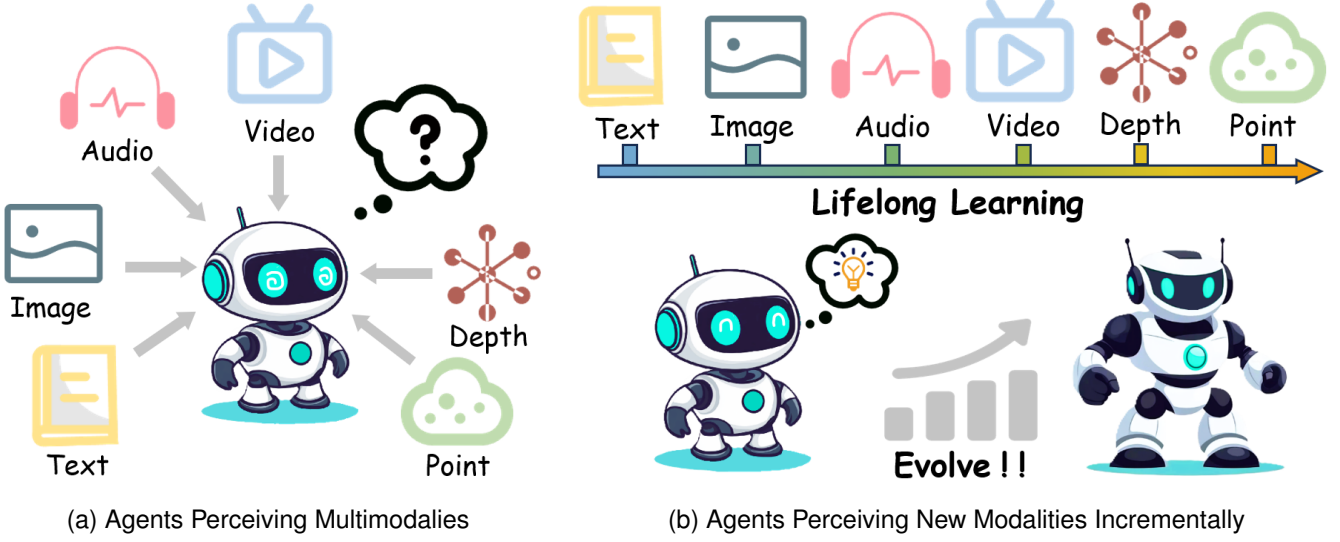 Audio
Video
?
Image
Depth
Text
Point
(a) Agents Perceiving Multimodalies
Text
Image
Audio
Video
Depth
Point
Lifelong Learning
Evolve ! !
(b) Agents Perceiving New Modalities Incrementally